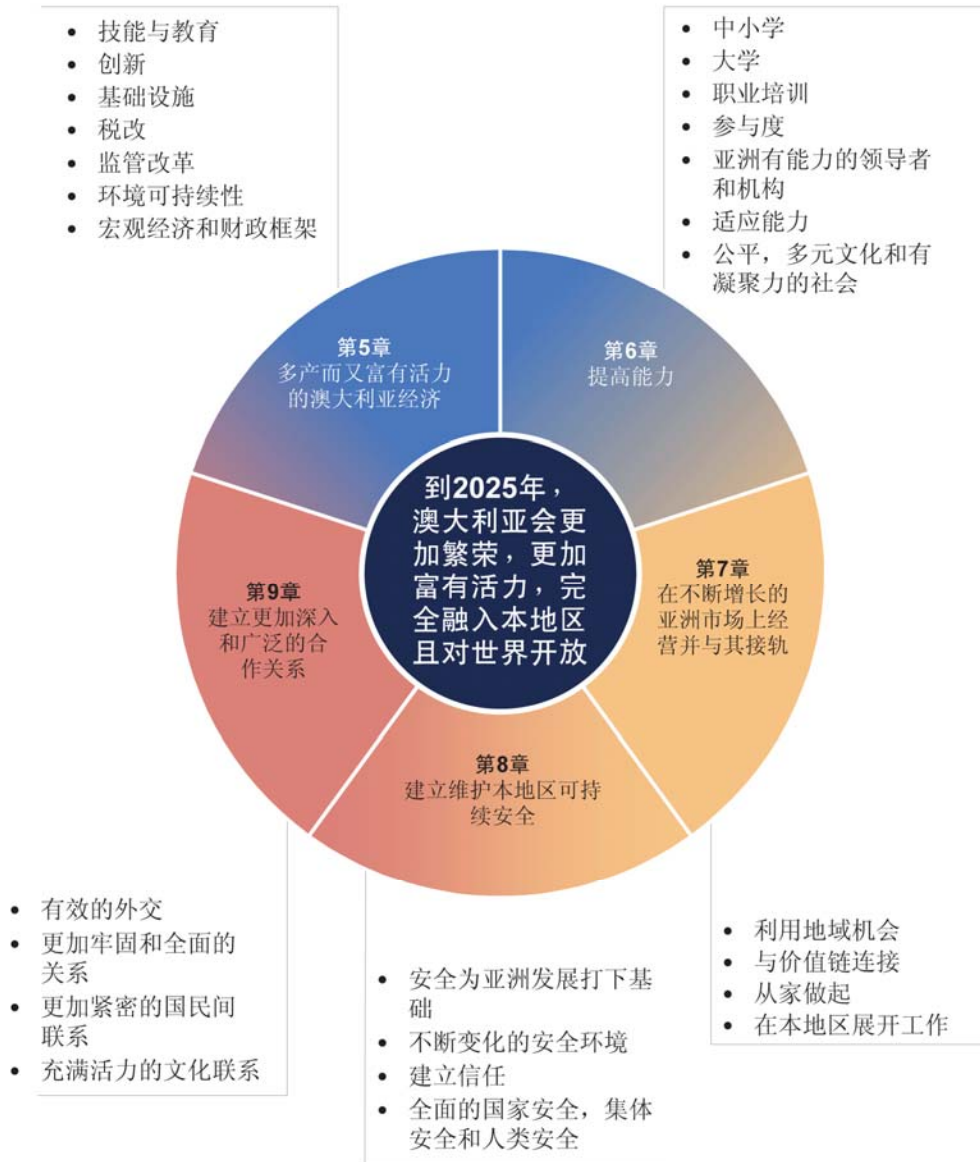 技能与教育
创新
基础设施
税改
监管改革
环境可持续性
宏观经济和财政框架
中小学
大学
职业培训
参与度
亚洲有能力的领导者
和机构
适应能力
公平，多元文化和有
凝聚力的社会
第5章
多产而又富有活力
的澳大利亚经济
第6章
提高能力
到2025年，
澳大利亚会更
加繁荣，更加
富有活力，完
全融入本地区
且对世界开放
第9章
建立更加深入
和广泛的合
作关系
第7章
在不断增长的
亚洲市场上经
营并与其接轨
第8章
建立维护本地区可持
续安全
有效的外交
更加牢固和全面的
关系
更加紧密的国民间
联系
充满活力的文化联系
安全为亚洲发展打下基
础
不断变化的安全环境
建立信任
全面的国家安全，集体
安全和人类安全
利用地域机会
与价值链连接
从家做起
在本地区展开工作